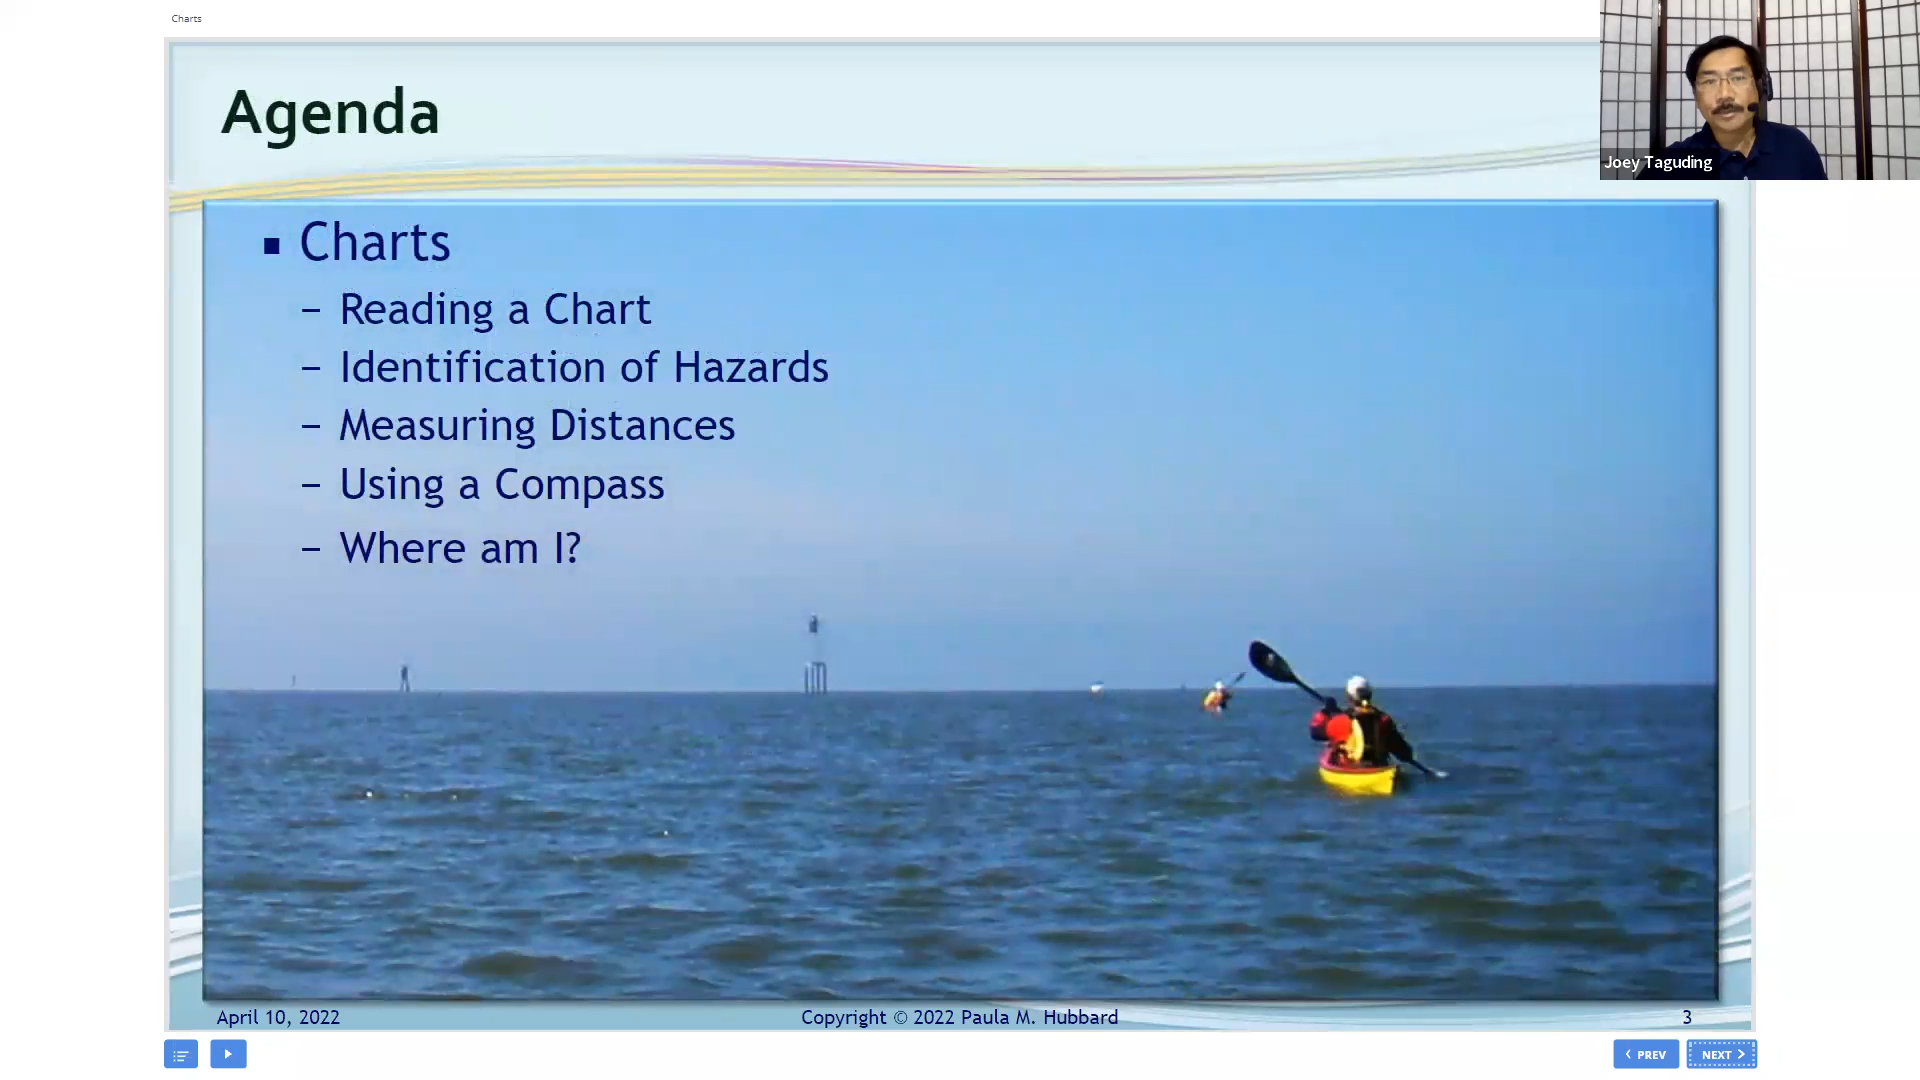 Charts
Agenda
Joey Taguding
▪ Charts
– Reading a Chart
– Identification of Hazards
– Measuring Distances
– Using a Compass
– Where am I?
April 10, 2022
Copyright © 2022 Paula M. Hubbard
3
PREV
NEXT